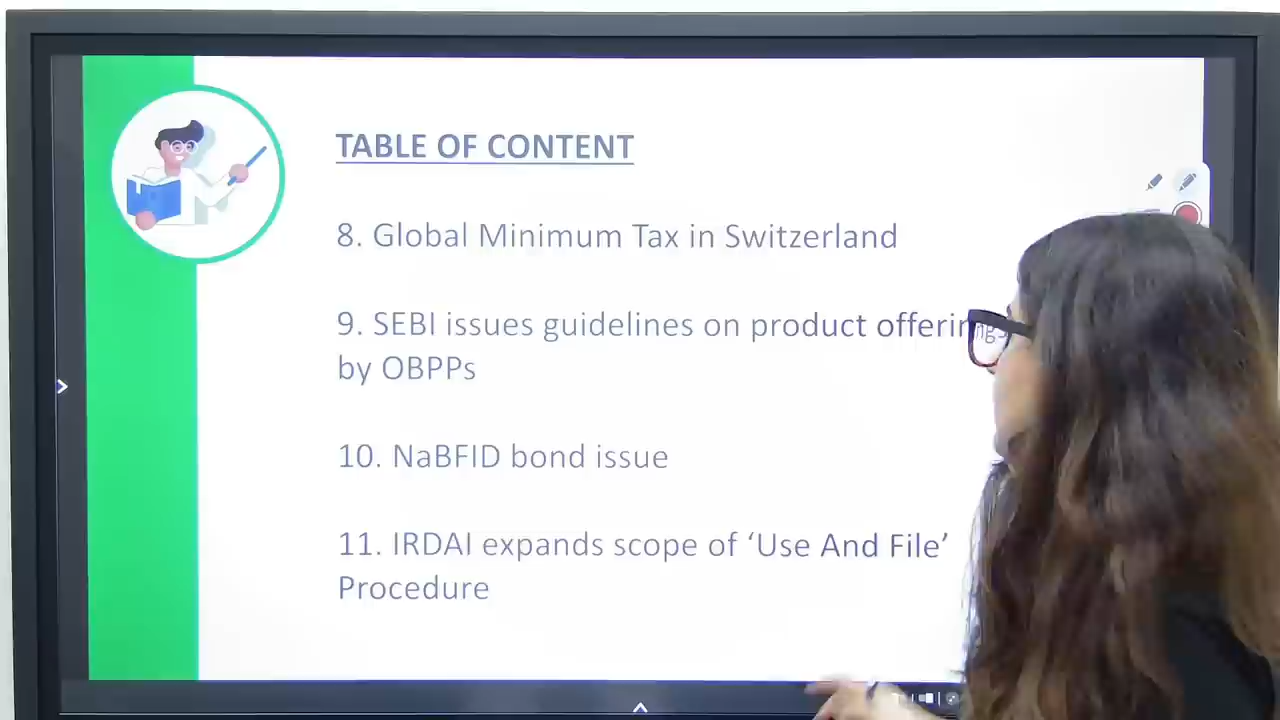 TABLE OF CONTENT
8. Global Minimum Tax in Switzerland
9. SEBI issues guidelines on product offerings
by OBPPs
10. NaBFID bond issue
11. IRDAI expands scope of ‘Use And File’
Procedure